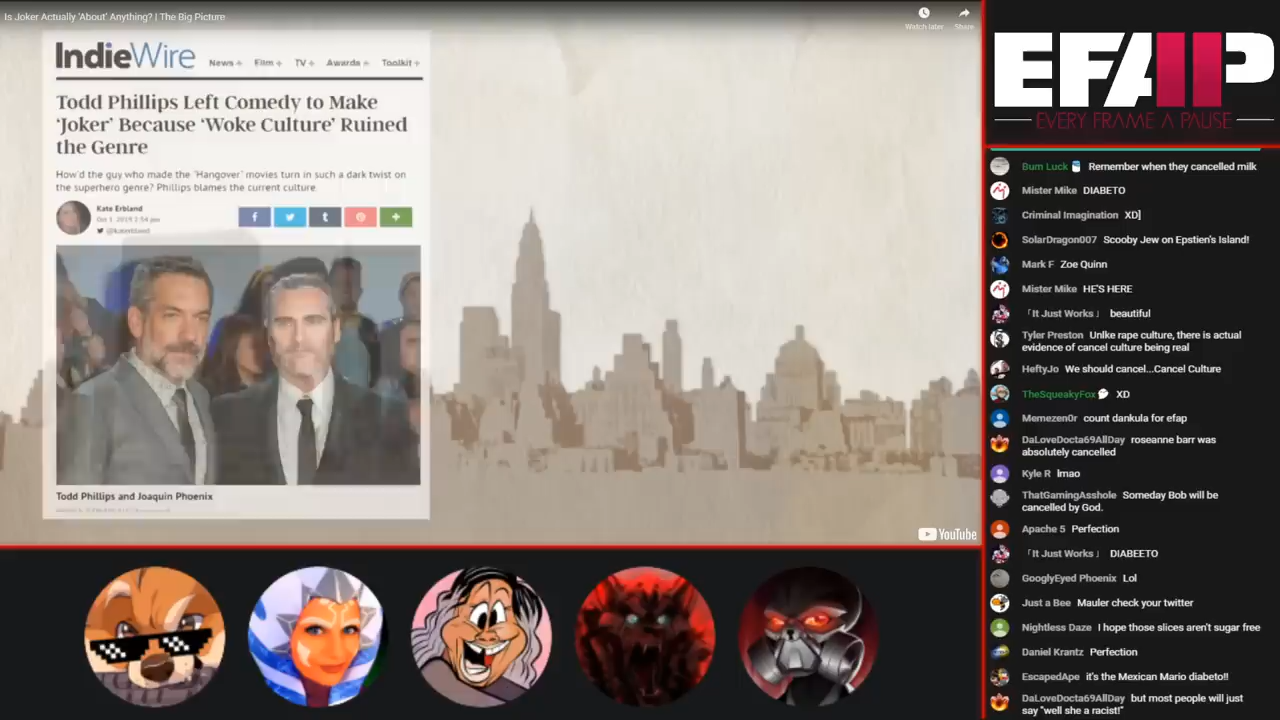 Is Joker Actually 'About' Anything? | The Big Picture
Watch later
Share
IndieWire
News + Film + TV + Awards + Toolkit +
Todd Phillips Left Comedy to Make
'Joker' Because 'Woke Culture' Ruined
the Genre
How'd the guy who made the "Hangover" movies turn in such a dark twist on
the superhero genre? Phillips blames the current culture
Kate Erbland
Oct 1, 2019 2:54 pm
@katerbland
Todd Phillips and Joaquin Phoenix
YouTube
EFAP
EVERY FRAME A PAUSE
Bum Luck Remember when they cancelled milk
Mister Mike DIABETO
Criminal Imagination XD]
SolarDragon007 Scooby Jew on Epstien's Island!
Mark F Zoe Quinn
Mister Mike HE'S HERE
「It Just Works」 beautiful
Tyler Preston Unlke rape culture, there is actual
evidence of cancel culture being real
HeftyJo We should cancel...Cancel Culture
TheSqueakyFox XD
Memezen0r count dankula for efap
DaLoveDocta69AllDay roseanne barr was
absolutely cancelled
Kyle R lmao
ThatGamingAsshole Someday Bob will be
cancelled by God.
Apache 5 Perfection
「It Just Works」 DIABEETO
GooglyEyed Phoenix Lol
Just a Bee Mauler check your twitter
Nightless Daze I hope those slices aren't sugar free
Daniel Krantz Perfection
EscapedApe it's the Mexican Mario diabeto!!
DaLoveDocta69AllDay but most people will just
say "well she a racist!"